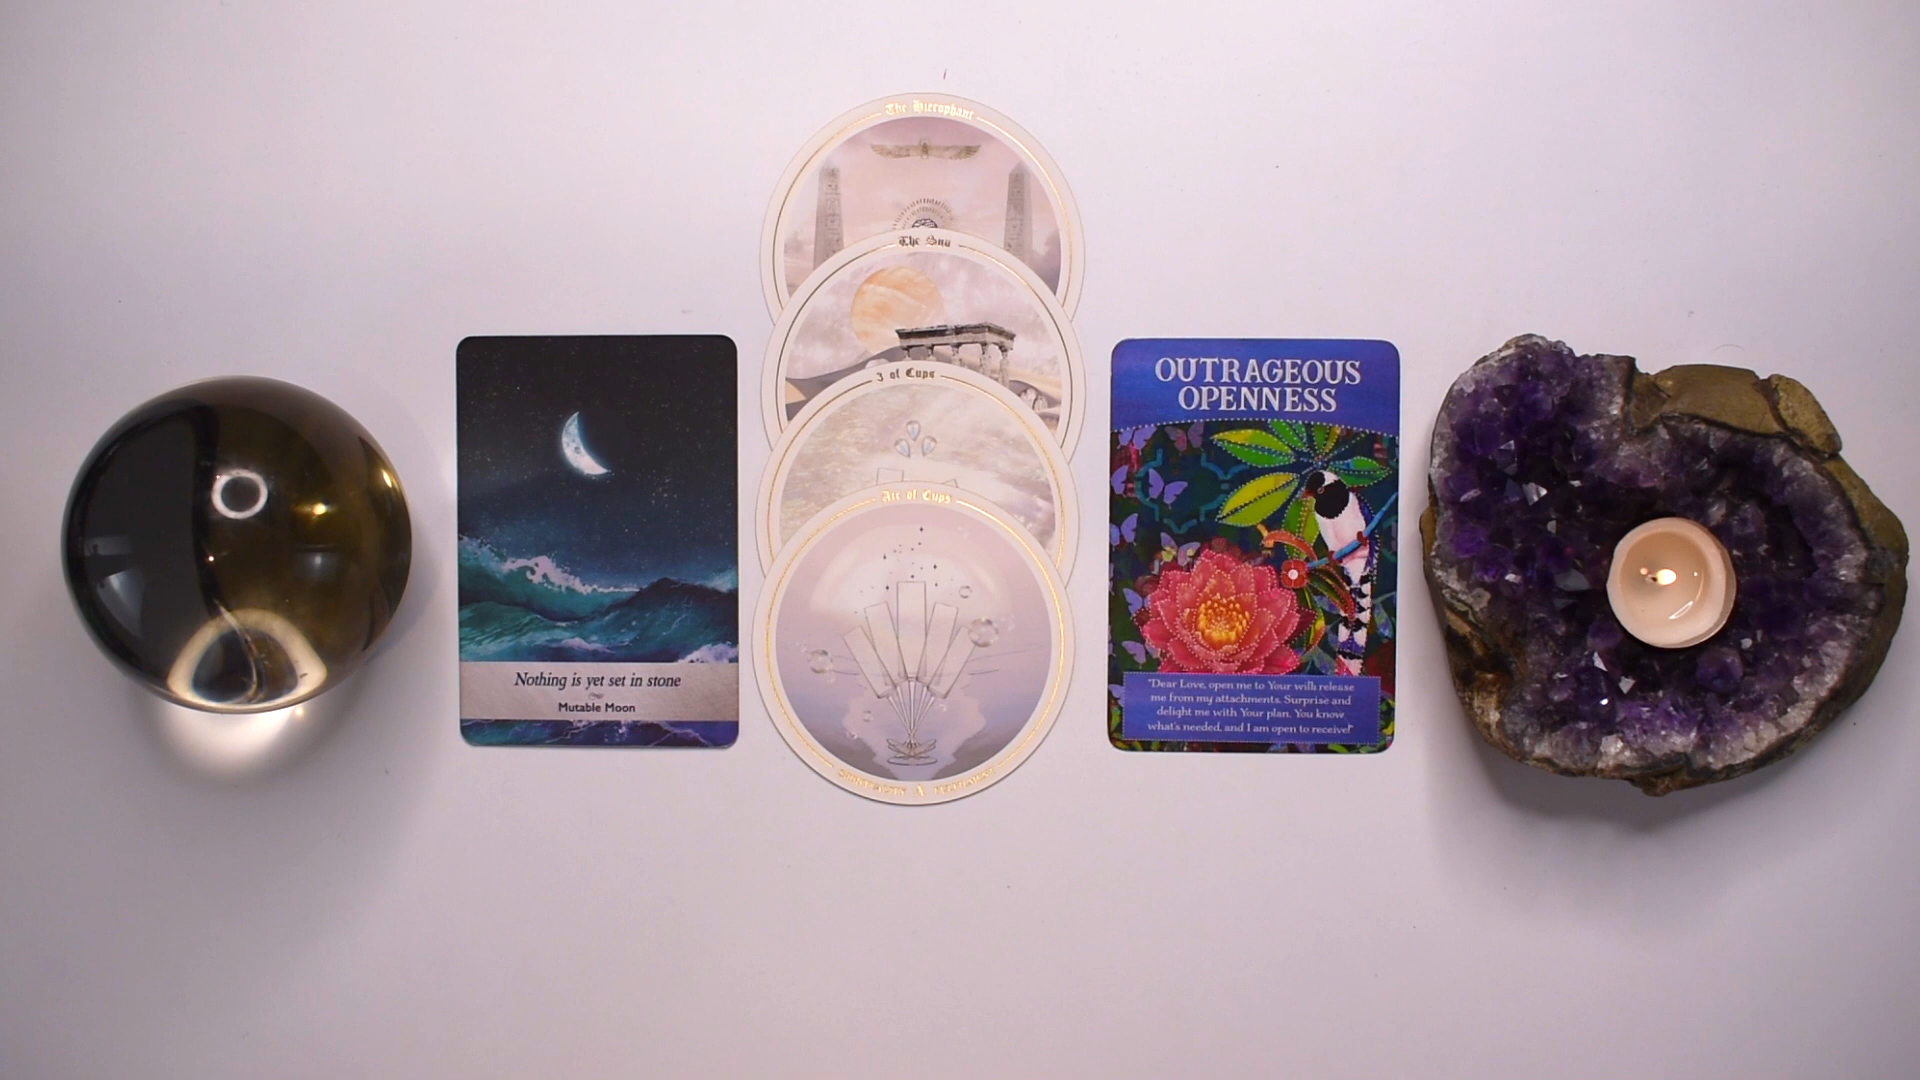 The Hierophant
The Sun
3 of Cups
Nothing is yet set in stone
Mutable Moon
OUTRAGEOUS
OPENNESS
"Dear Love, open me to Your will; release
me from my attachments. Surprise and
delight me with Your plan. You know
what's needed, and I am open to receive!"
of Cups